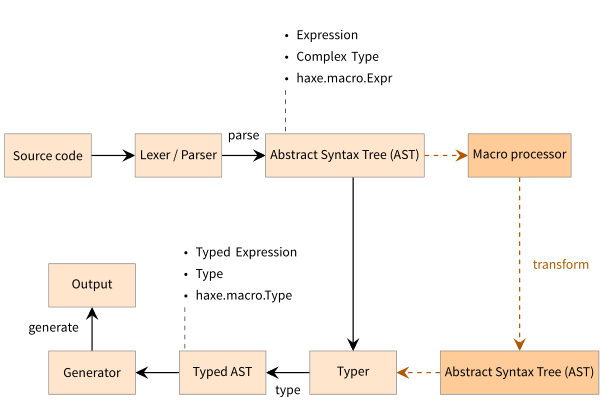 • Expression
• Complex Type
• haxe.macro.Expr
parse
Source code
Lexer / Parser
Abstract Syntax Tree (AST)
Macro processor
• Typed Expression
• Type
• haxe.macro.Type
transform
Output
generate
Generator
Typed AST
type
Typer
Abstract Syntax Tree (AST)